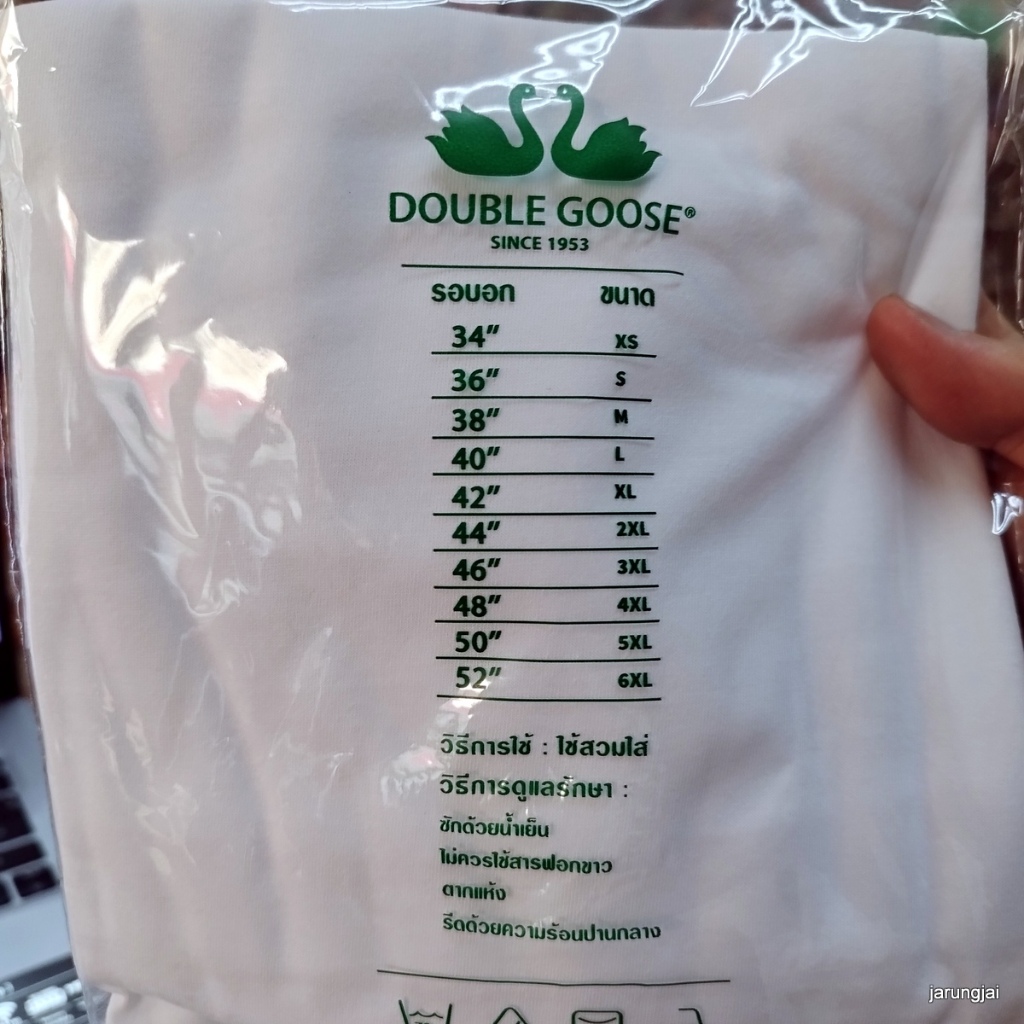 DOUBLE GOOSE®
SINCE 1953
รอบอก ขนาด
34" XS
36" S
38" M
40" L
42" XL
44" 2XL
46" 3XL
48" 4XL
50" 5XL
52" 6XL
วิธีการใช้ : ใช้สวมใส่
วิธีการดูแลรักษา :
ซักด้วยน้ำเย็น
ไม่ควรใช้สารฟอกขาว
ตากแห้ง
รีดด้วยความร้อนปานกลาง
jarungjai